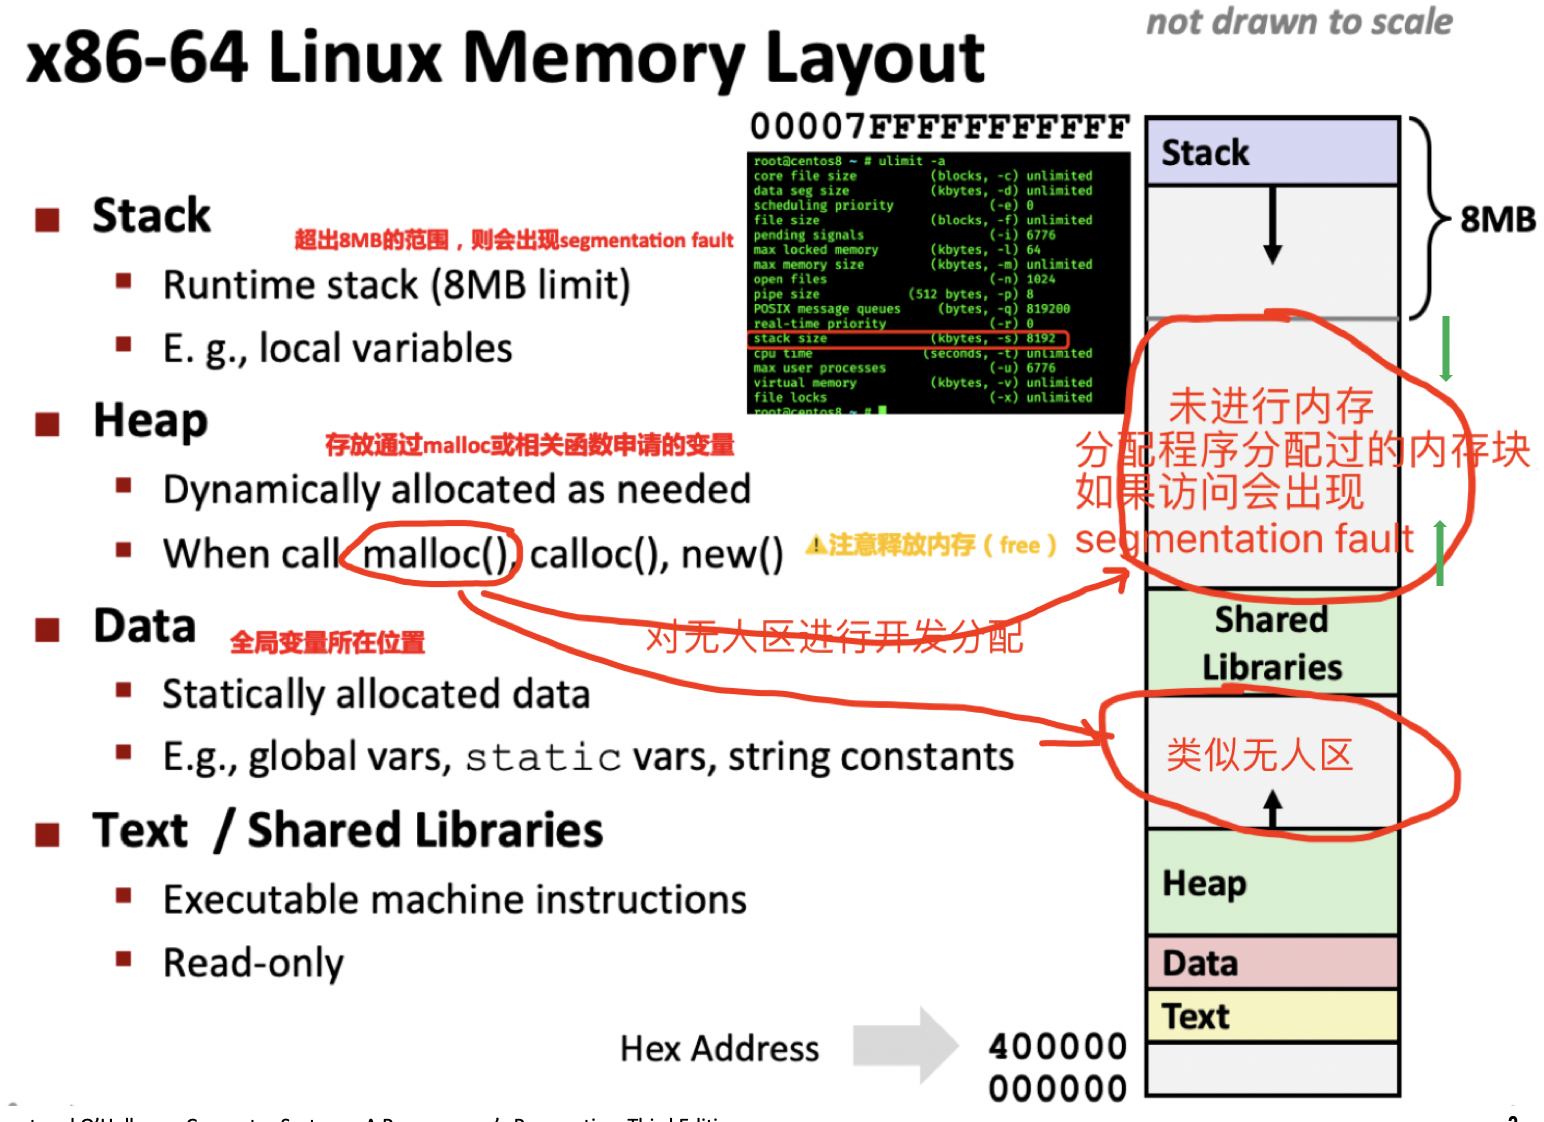 not drawn to scale
x86-64 Linux Memory Layout
00007FFFFFFFFFFF
root@centos8 ~ # ulimit -a
core file size (blocks, -c) unlimited
data seg size (kbytes, -d) unlimited
scheduling priority (-e) 0
file size (blocks, -f) unlimited
pending signals (-i) 6776
max locked memory (kbytes, -l) 64
max memory size (kbytes, -m) unlimited
open files (-n) 1024
pipe size (512 bytes, -p) 8
POSIX message queues (bytes, -q) 819200
real-time priority (-r) 0
stack size (kbytes, -s) 8192
cpu time (seconds, -t) unlimited
max user processes (-u) 6776
virtual memory (kbytes, -v) unlimited
file locks (-x) unlimited
root@centos8 ~ #
Stack
超出8MB的范围，则会出现segmentation fault
Runtime stack (8MB limit)
E. g., local variables
Heap
存放通过malloc或相关函数申请的变量
Dynamically allocated as needed
When call malloc(), calloc(), new()
⚠注意释放内存（free）
对无人区进行开发分配
Data
全局变量所在位置
Statically allocated data
E.g., global vars, static vars, string constants
Text / Shared Libraries
Executable machine instructions
Read-only
Hex Address
400000
000000
Stack
8MB
未进行内存
分配程序分配过的内存块
如果访问会出现
segmentation fault
Shared
Libraries
类似无人区
Heap
Data
Text